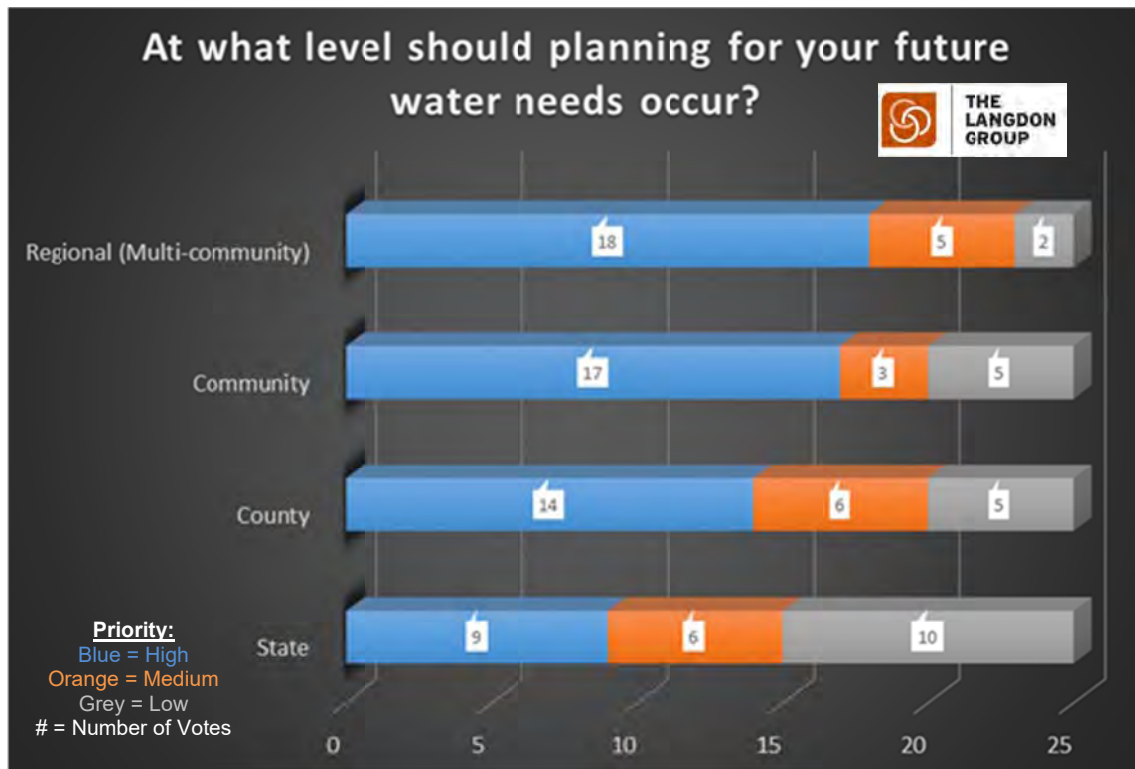 At what level should planning for your future
water needs occur?
THE
LANGDON
GROUP
Regional (Multi-community)
18
5
2
Community
17
3
5
County
14
6
5
State
9
6
10
Priority:
Blue = High
Orange = Medium
Grey = Low
# = Number of Votes
0
5
10
15
20
25